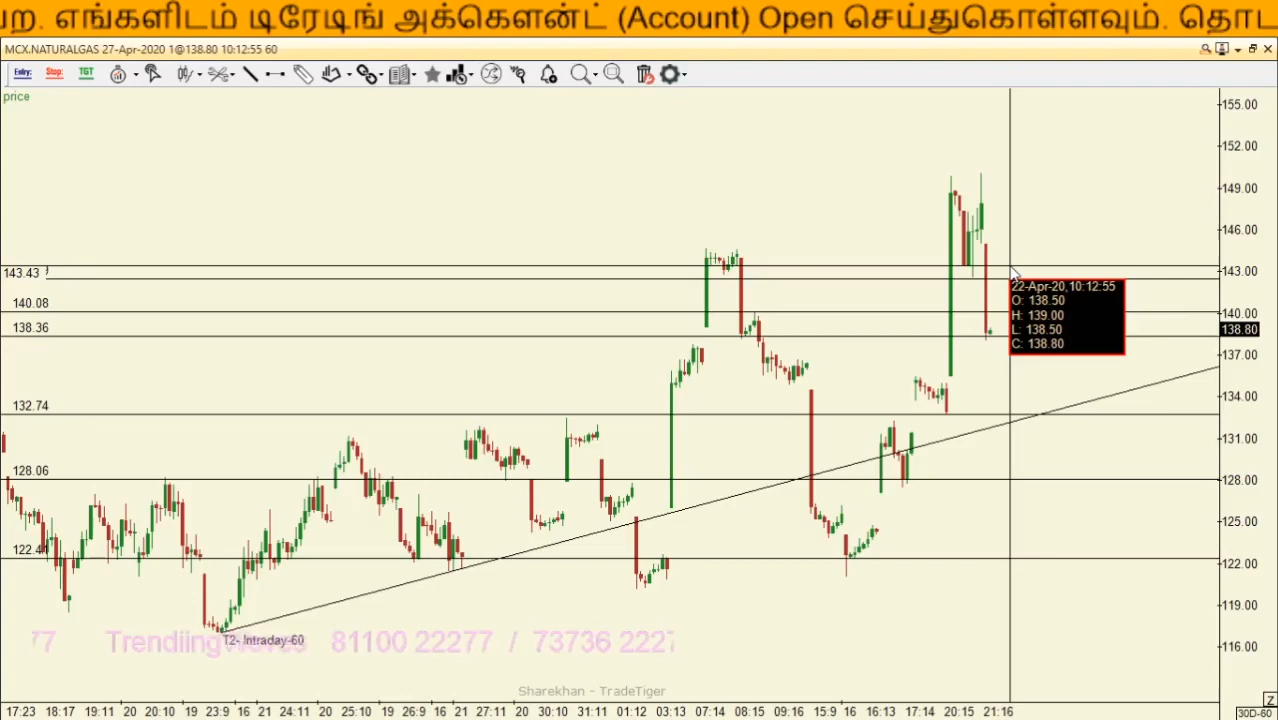 பற. எங்களிடம் டிரேடிங் அக்கௌன்ட் (Account) Open செய்துகொள்ளவும். தொட
MCX.NATURALGAS 27-Apr-2020 1@138.80 10:12:55 60
Entry: Stop: TGT
price
155.00
152.00
149.00
146.00
143.43
143.00
22-Apr-20,10:12:55
O: 138.50
H: 139.00
L: 138.50
C: 138.80
140.08
140.00
138.36
138.80
137.00
134.00
132.74
131.00
128.06
128.00
125.00
122.44
122.00
119.00
116.00
T2- Intraday-60
77 TrendiingWaves 81100 22277 / 73736 2227
Sharekhan - TradeTiger
17:23 18:17 19:11 20 20:10 19 23:9 16 21 24:11 20 25:10 19 26:9 16 21 27:11 20 30:10 31:11 01:12 03:13 07:14 08:15 09:16 15:9 16 16:13 17:14 20:15 21:16
Z
30D-60